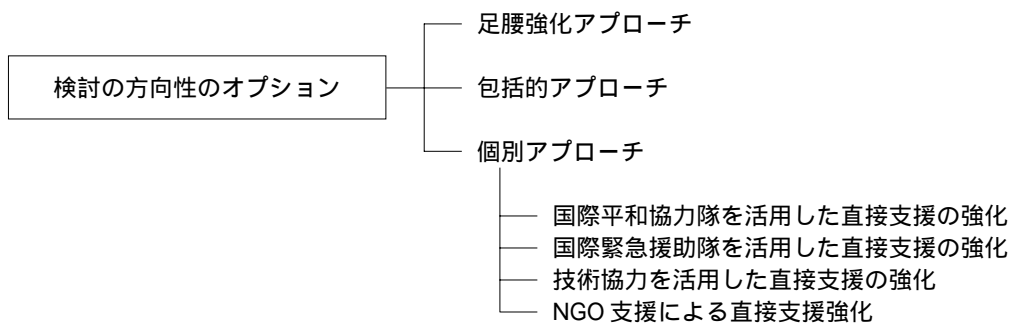 足腰強化アプローチ
検討の方向性のオプション
包括的アプローチ
個別アプローチ
国際平和協力隊を活用した直接支援の強化
国際緊急援助隊を活用した直接支援の強化
技術協力を活用した直接支援の強化
NGO 支援による直接支援強化